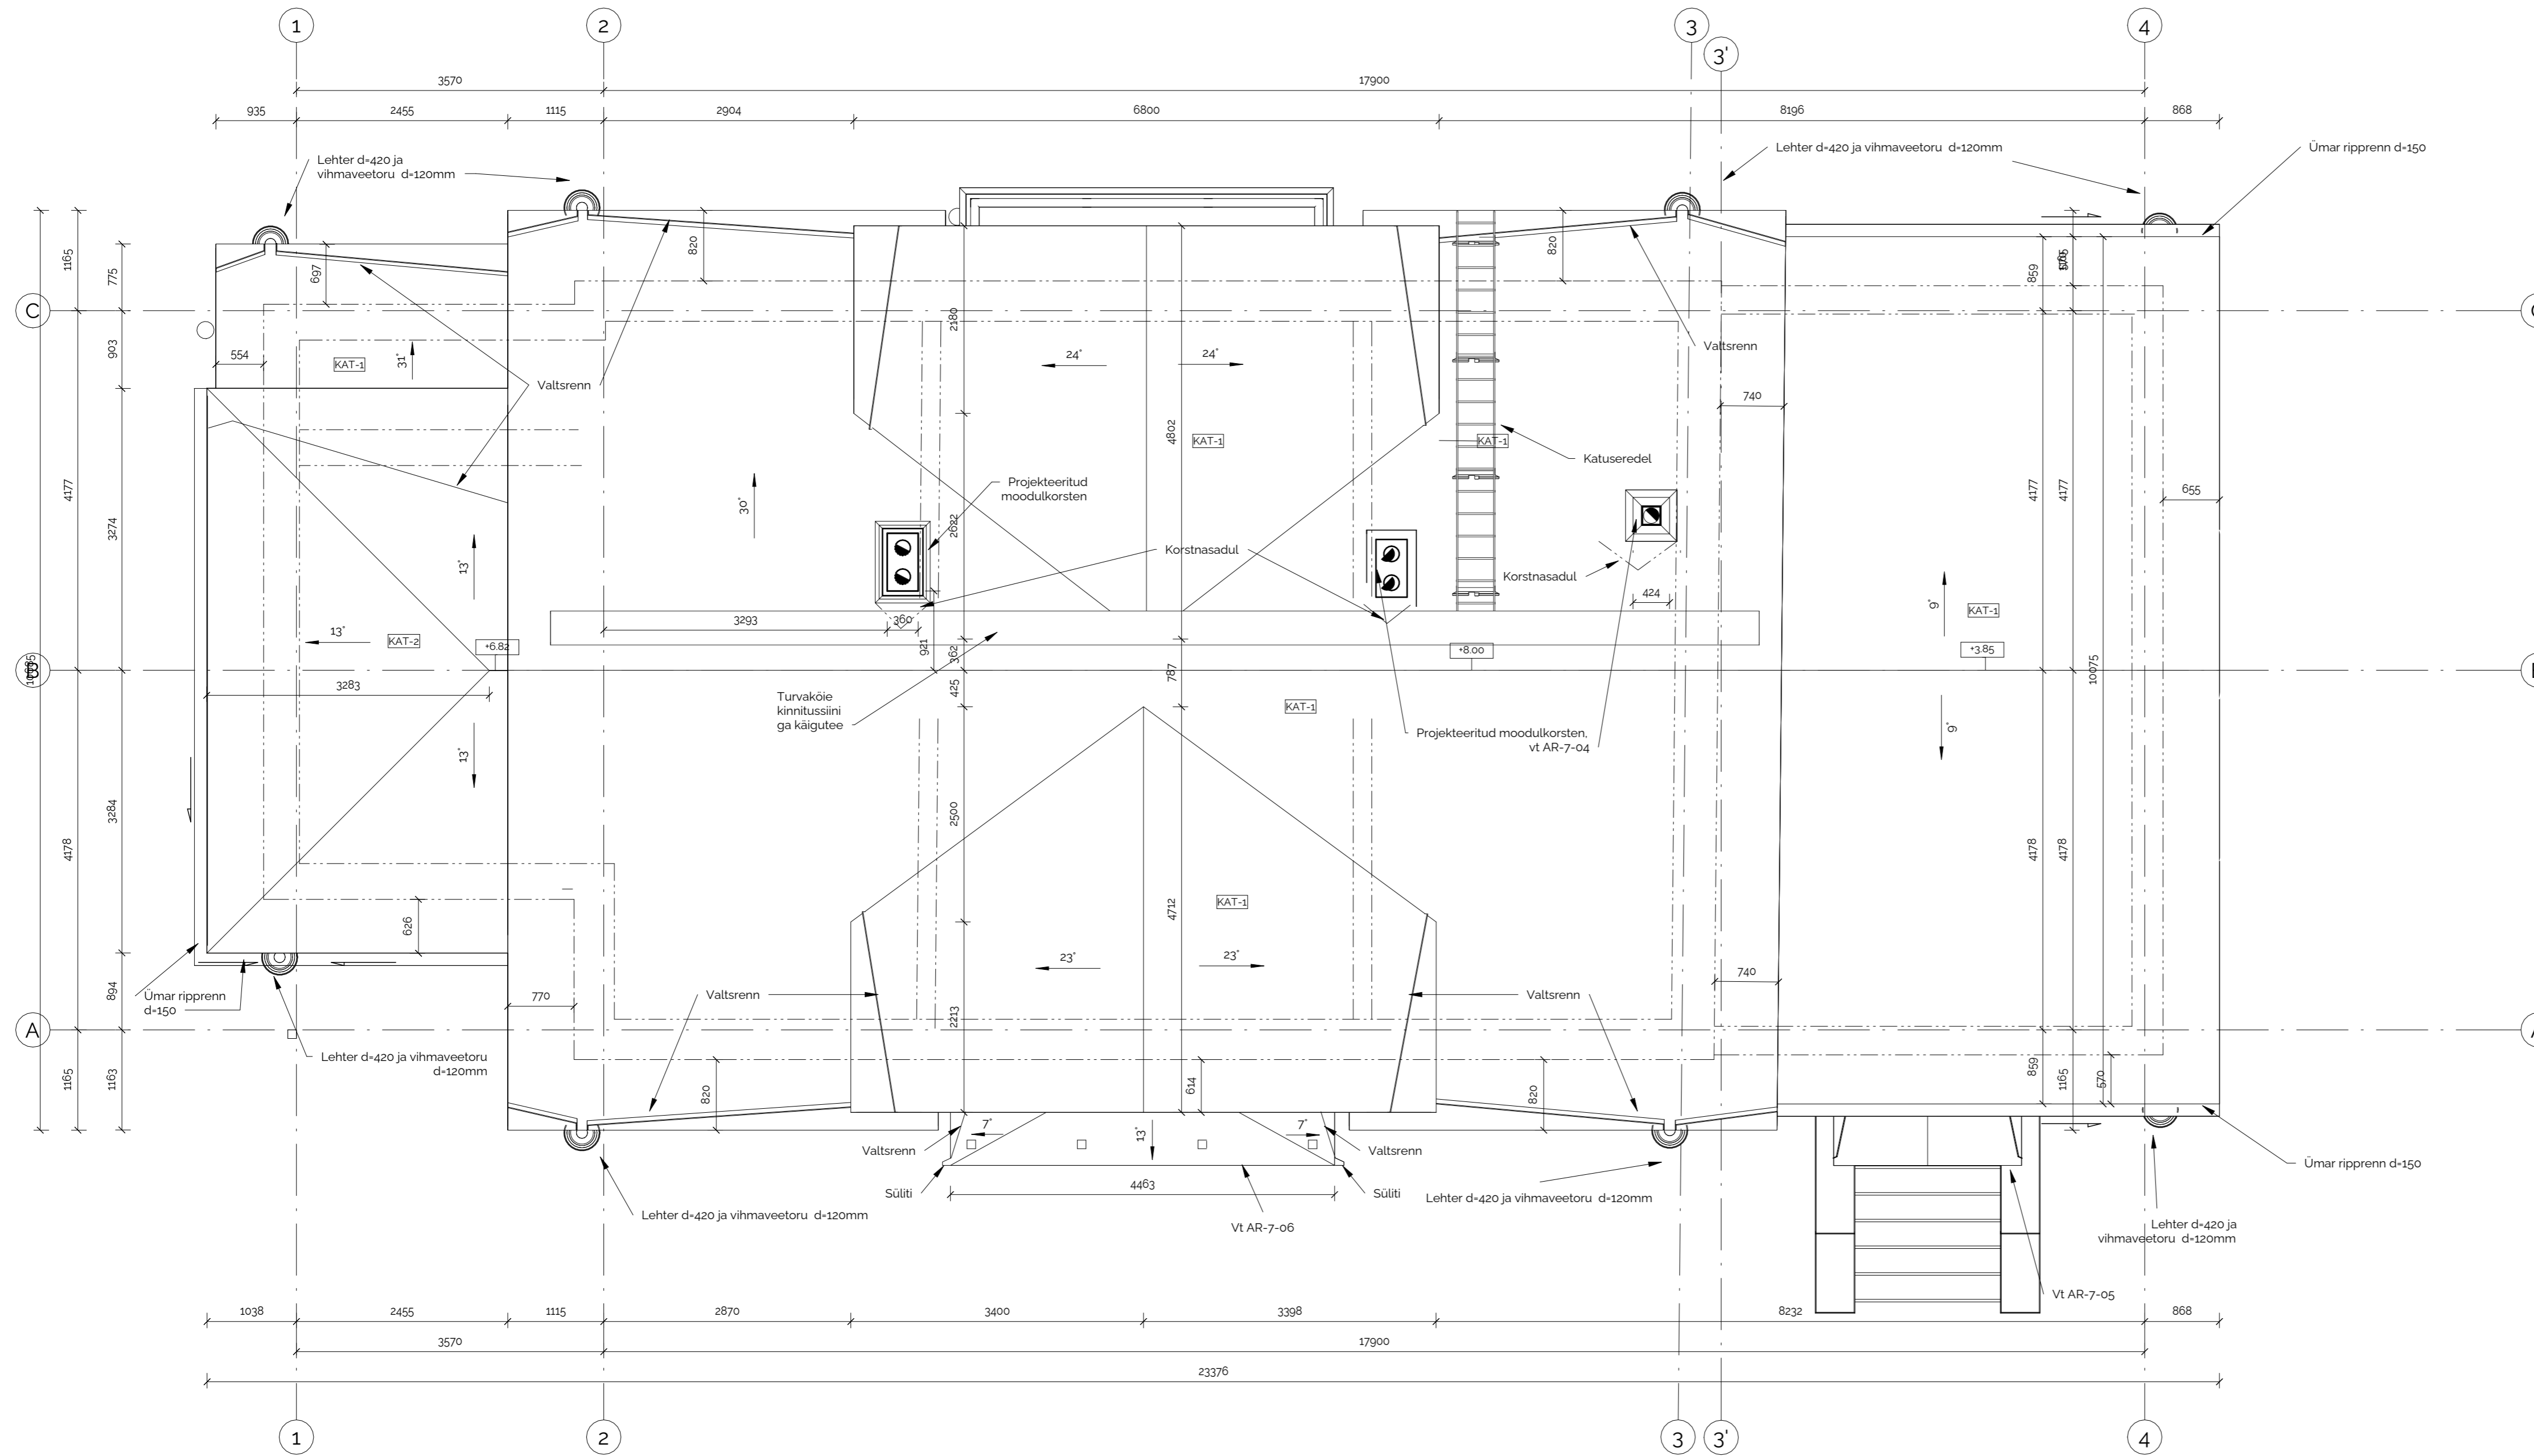 1
2
3
3'
4
3570
17900
935
2455
1115
2904
6800
8196
868
Lehter d=420 ja
vihmaveetoru d=120mm
Lehter d=420 ja vihmaveetoru d=120mm
Ümar ripprenn d=150
1165
775
697
820
820
859
C
903
554
KAT-1
31°
Valtsrenn
2180
24°
24°
Valtsrenn
740
4177
3274
30°
4802
KAT-1
KAT-1
Katuseredel
Projekteeritud
moodulkorsten
2622
Korstnasadul
Korstnasadul
424
4177
4177
655
13°
13°
KAT-2
+6.82
3293
360
921
362
787
+8.00
9°
KAT-1
+3.85
B
3283
425
Turvaköie
kinnitussiini
ga käigutee
KAT-1
Projekteeritud moodulkorsten,
vt AR-7-04
10075
9°
13°
4178
3284
2500
4178
4178
KAT-1
4712
626
23°
23°
740
894
Ümar ripprenn
d=150
770
Valtsrenn
Valtsrenn
2213
A
Lehter d=420 ja vihmaveetoru
d=120mm
1165
1163
820
614
820
859
1165
570
Valtsrenn
7°
13°
7°
Valtsrenn
Süliti
4463
Süliti
Vt AR-7-06
Lehter d=420 ja vihmaveetoru d=120mm
Lehter d=420 ja vihmaveetoru d=120mm
Ümar ripprenn d=150
Lehter d=420 ja
vihmaveetoru d=120mm
Vt AR-7-05
1038
2455
1115
2870
3400
3398
8232
868
3570
17900
23376
1
2
3
3'
4